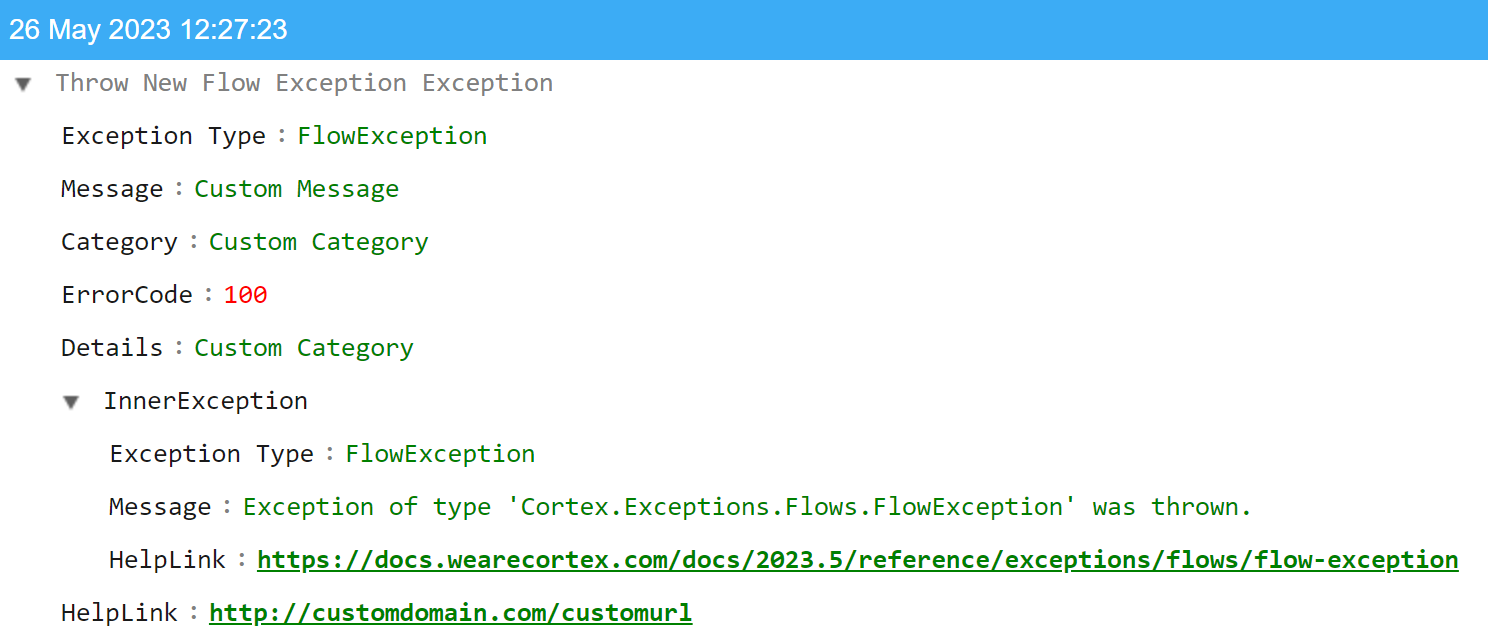 26 May 2023 12:27:23
Throw New Flow Exception Exception
Exception Type : FlowException
Message : Custom Message
Category : Custom Category
ErrorCode : 100
Details : Custom Category
InnerException
Exception Type : FlowException
Message : Exception of type 'Cortex.Exceptions.Flows.FlowException' was thrown.
HelpLink : https://docs.wearecortex.com/docs/2023.5/reference/exceptions/flows/flow-exception
HelpLink : http://customdomain.com/customurl